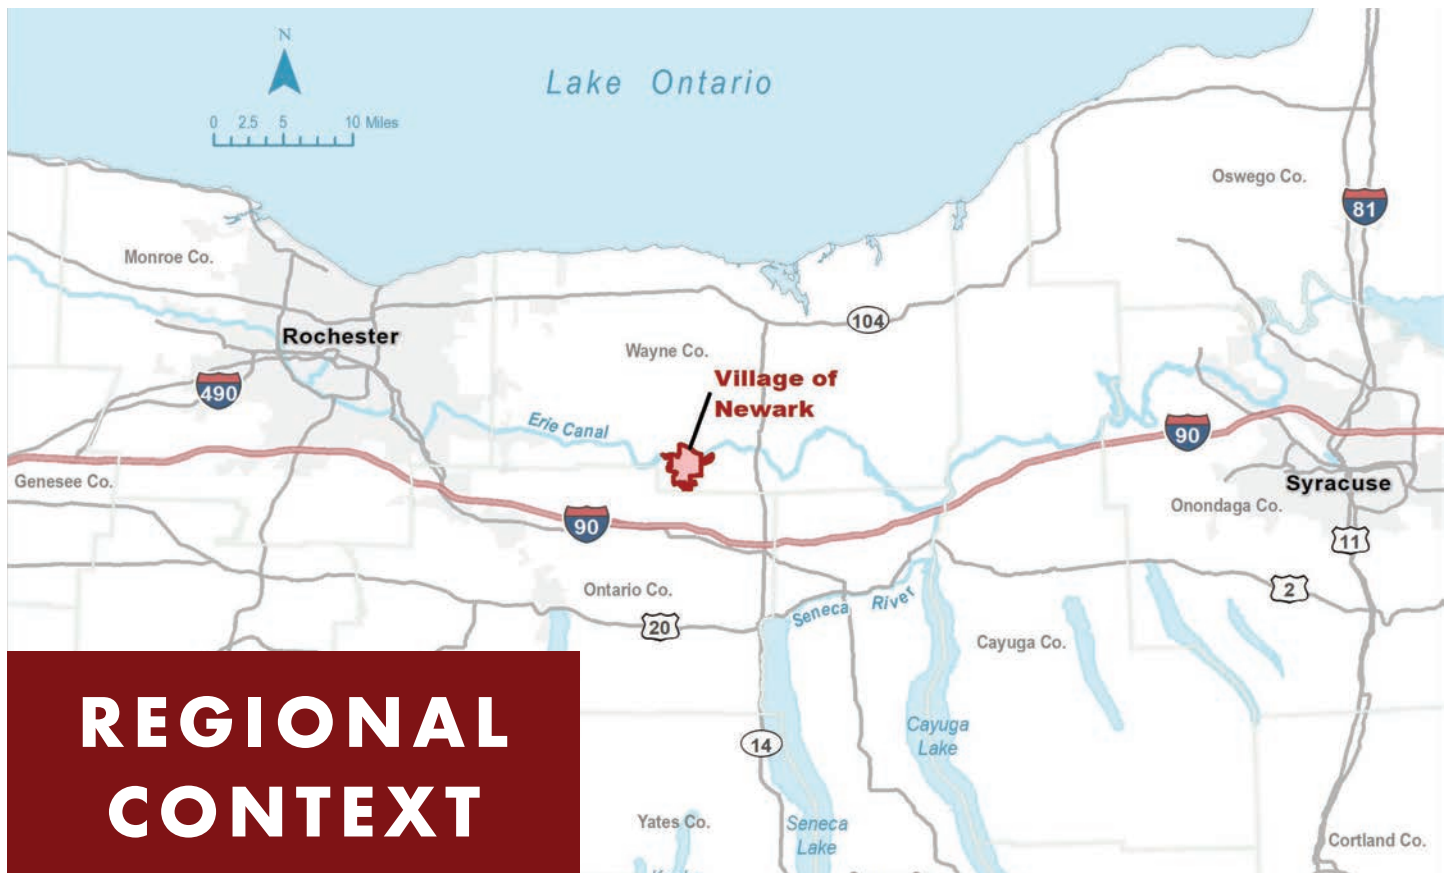 N
Lake Ontario
0 2.5 5 10 Miles
Oswego Co.
81
Monroe Co.
104
Rochester
Wayne Co.
Village of
Newark
490
Erie Canal
90
Genesee Co.
Syracuse
Onondaga Co.
90
11
Ontario Co.
2
Seneca River
20
Cayuga Co.
REGIONAL
CONTEXT
Cayuga
Lake
14
Yates Co.
Seneca
Lake
Cortland Co.